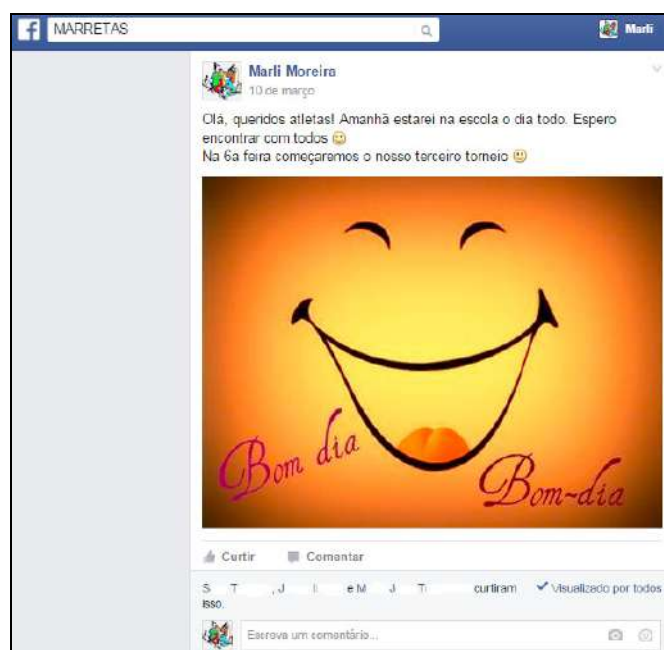 f MARRETAS Marli
Marli Moreira
10 de março
Olá, queridos atletas! Amanhã estarei na escola o dia todo. Espero
encontrar com todos
Na 6a feira começaremos o nosso terceiro torneio
Bom dia
Bom-dia
Curtir Comentar
S T , J I e M J T curtiram Visualizado por todos
isso.
Escreva um comentário...